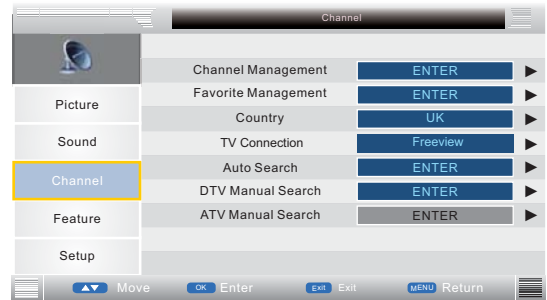 Channel
Channel Management ENTER
Favorite Management ENTER
Country UK
TV Connection Freeview
Auto Search ENTER
DTV Manual Search ENTER
ATV Manual Search ENTER
Picture
Sound
Channel
Feature
Setup
Move OK Enter Exit Exit MENU Return